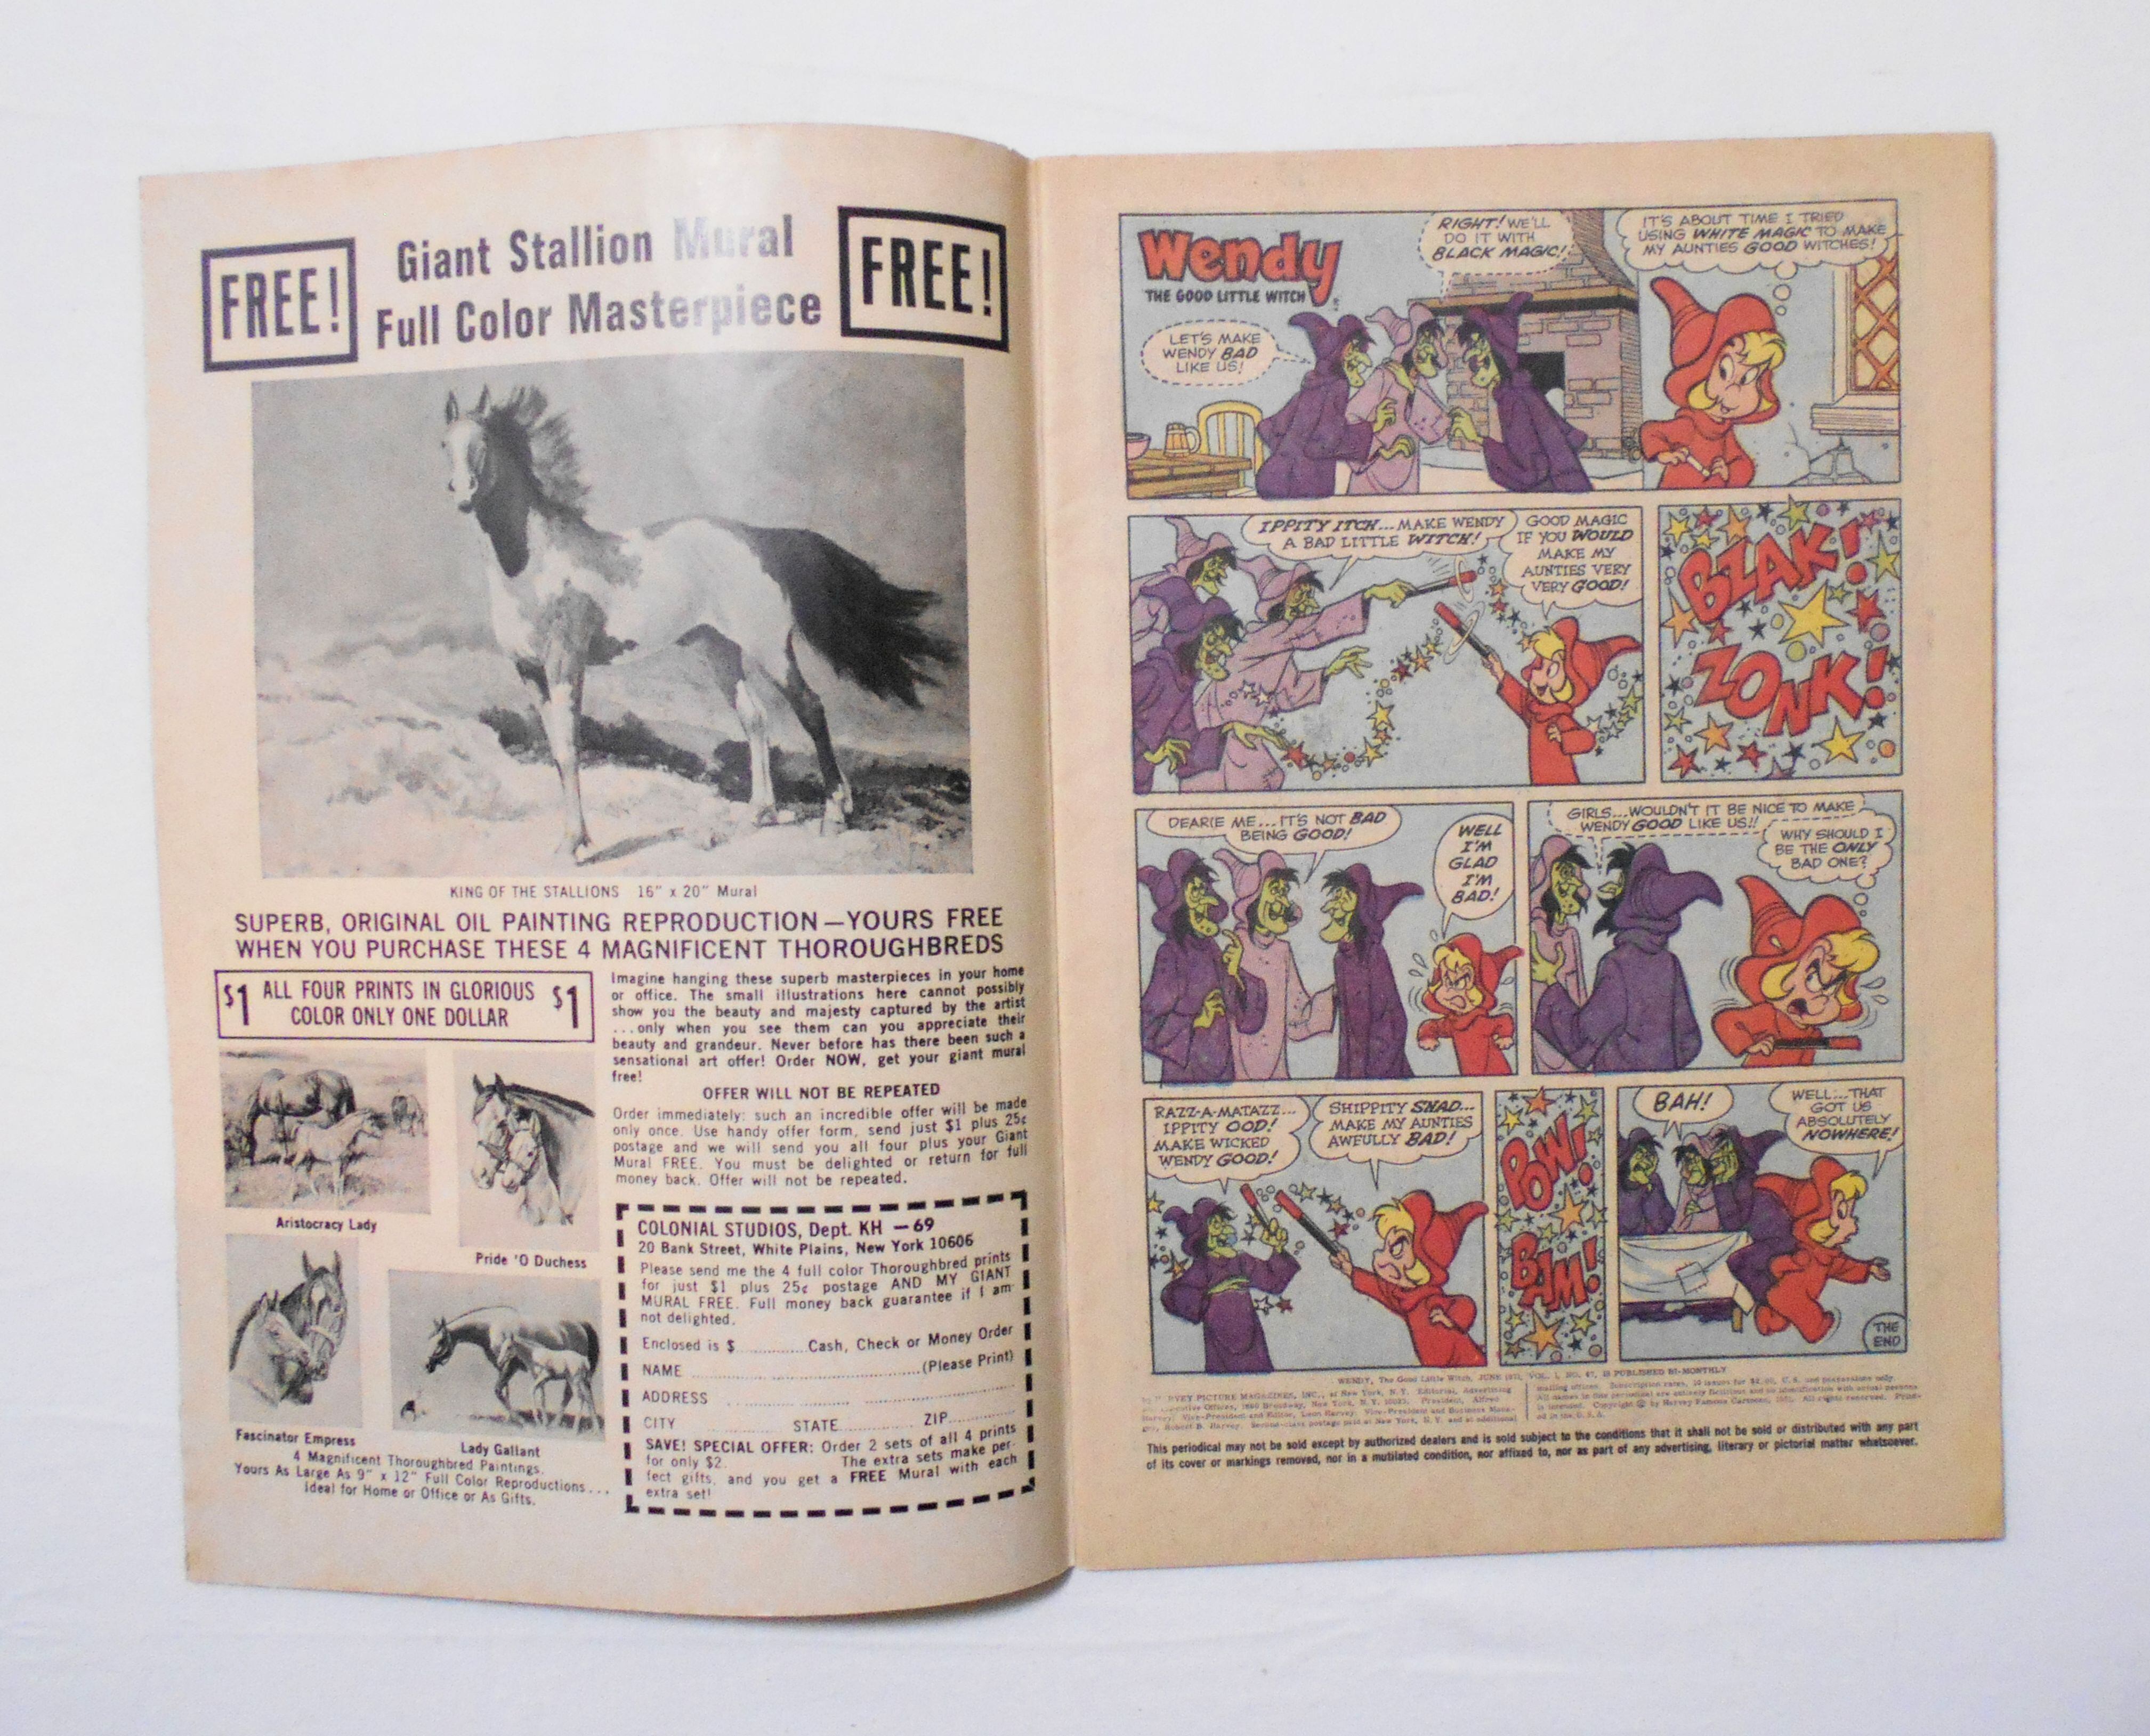 FREE!
Giant Stallion Mural
Full Color Masterpiece
FREE!
KING OF THE STALLIONS 16" x 20" Mural
SUPERB, ORIGINAL OIL PAINTING REPRODUCTION—YOURS FREE
WHEN YOU PURCHASE THESE 4 MAGNIFICENT THOROUGHBREDS
$1 ALL FOUR PRINTS IN GLORIOUS $1
COLOR ONLY ONE DOLLAR
Aristocracy Lady
Pride 'O Duchess
Fascinator Empress
Lady Gallant
4 Magnificent Thoroughbred Paintings.
Yours As Large As 9" x 12" Full Color Reproductions...
Ideal for Home or Office or As Gifts.
Imagine hanging these superb masterpieces in your home
or office. The small illustrations here cannot possibly
show you the beauty and majesty captured by the artist
...only when you see them can you appreciate their
beauty and grandeur. Never before has there been such a
sensational art offer! Order NOW, get your giant mural
free!
OFFER WILL NOT BE REPEATED
Order immediately: such an incredible offer will be made
only once. Use handy offer form, send just $1 plus 25¢
postage and we will send you all four plus your Giant
Mural FREE. You must be delighted or return for full
money back. Offer will not be repeated.
COLONIAL STUDIOS, Dept. KH —69
20 Bank Street, White Plains, New York 10606
Please send me the 4 full color Thoroughbred prints
for just $1 plus 25¢ postage AND MY GIANT
MURAL FREE. Full money back guarantee if I am
not delighted.
Enclosed is $.............Cash, Check or Money Order
NAME ..............................(Please Print)
ADDRESS ..............................
CITY STATE............ ZIP............
SAVE! SPECIAL OFFER: Order 2 sets of all 4 prints
for only $2. The extra sets make per-
fect gifts, and you get a FREE Mural with each
extra set!
Wendy
THE GOOD LITTLE WITCH
LET'S MAKE
WENDY BAD
LIKE US!
RIGHT! WE'LL
DO IT WITH
BLACK MAGIC!
IT'S ABOUT TIME I TRIED
USING WHITE MAGIC TO MAKE
MY AUNTIES GOOD WITCHES!
IPPITY ITCH...MAKE WENDY
A BAD LITTLE WITCH!
GOOD MAGIC
IF YOU WOULD
MAKE MY
AUNTIES VERY
VERY GOOD!
BZAK!
ZONK!
DEARIE ME...IT'S NOT BAD
BEING GOOD!
WELL
I'M
GLAD
I'M
BAD!
GIRLS...WOULDN'T IT BE NICE TO MAKE
WENDY GOOD LIKE US!!
WHY SHOULD I
BE THE ONLY
BAD ONE?
RAZZ-A-MATAZZ...
IPPITY OOD!
MAKE WICKED
WENDY GOOD!
SHIPPITY SHAD...
MAKE MY AUNTIES
AWFULLY BAD!
POW!
BAM!
BAH!
WELL...THAT
GOT US
ABSOLUTELY
NOWHERE!
THE
END
WENDY, The Good Little Witch, JUNE VOL. 1, NO. 67, IS PUBLISHED BI-MONTHLY
This periodical may not be sold except by authorized dealers and is sold subject to the conditions that it shall not be sold or distributed with any part
of its cover or markings removed, nor in a mutilated condition, nor affixed to, nor as part of any advertising, literary or pictorial matter whatsoever.